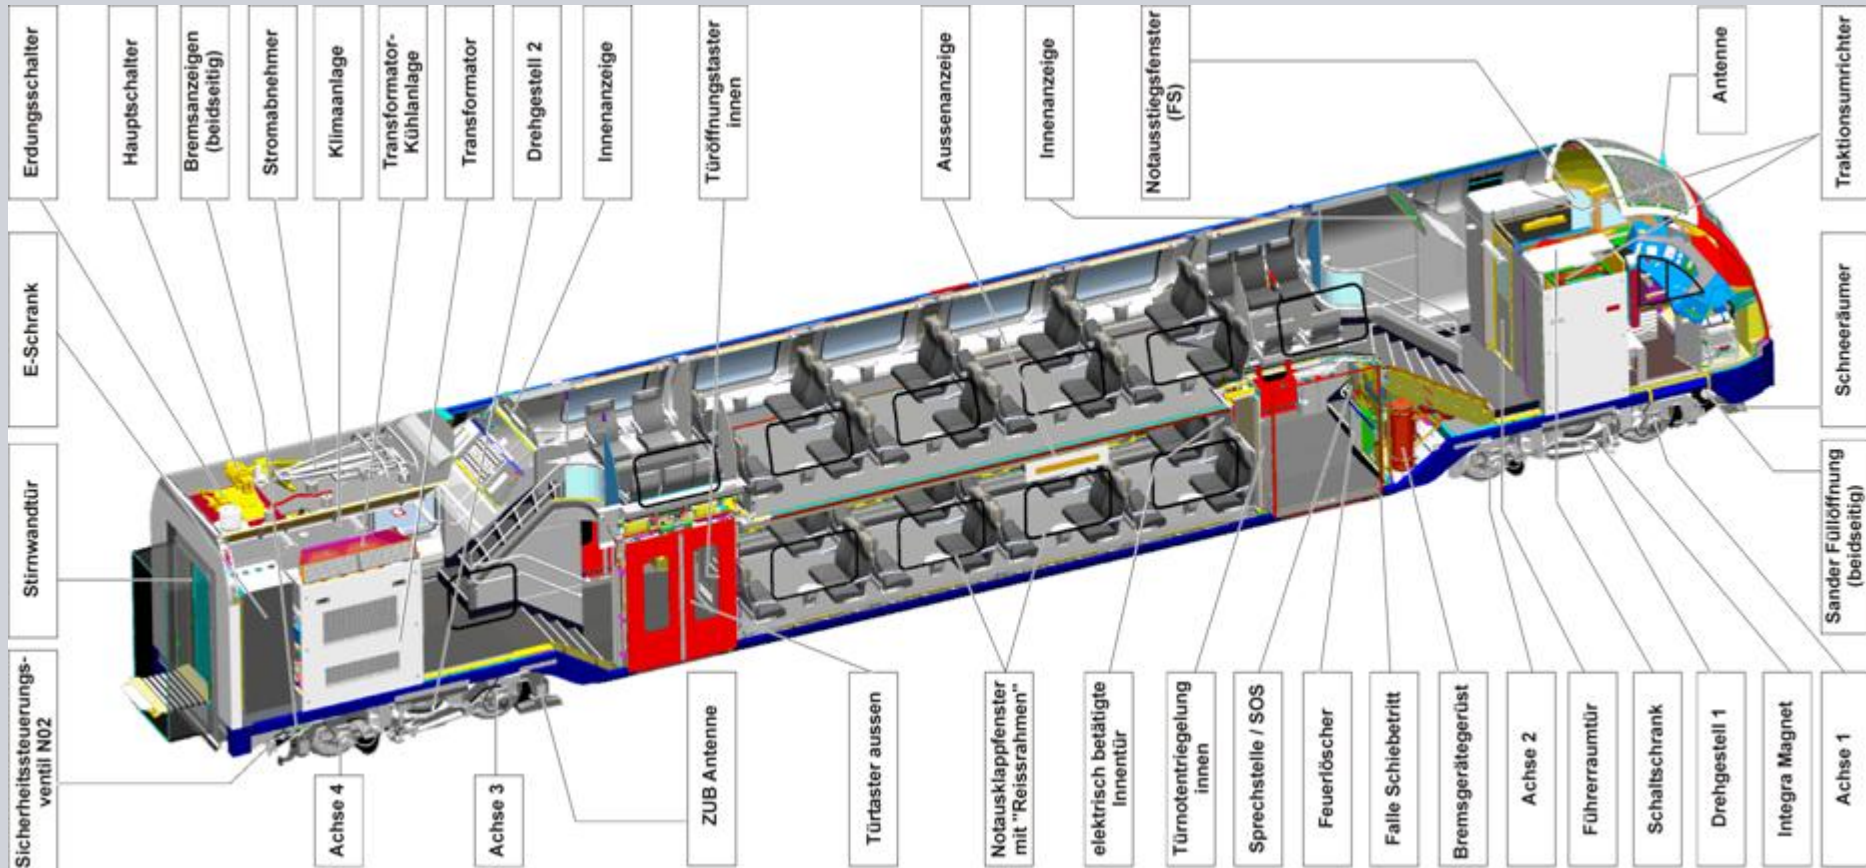 Erdungsschalter
Hauptschalter
Bremsanzeigen
(beidseitig)
Stromabnehmer
Klimaanlage
Transformator-
Kühlanlage
Transformator
Drehgestell 2
Innenanzeige
Türöffnungstaster
innen
Aussenanzeige
Innenanzeige
Notausstiegsfenster
(FS)
Antenne
Traktionsumrichter
E-Schrank
Schneeräumer
Stirnwandtür
Sander Füllöffnung
(beidseitig)
Sicherheitssteuerungs-
ventil N02
Achse 4
Achse 3
ZUB Antenne
Türtaster aussen
Notausklappfenster
mit "Reissrahmen"
elektrisch betätigte
Innentür
Türnotentriegelung
innen
Sprechstelle / SOS
Feuerlöscher
Falle Schiebetritt
Bremsgerätegerüst
Achse 2
Führerraumtür
Schaltschrank
Drehgestell 1
Integra Magnet
Achse 1